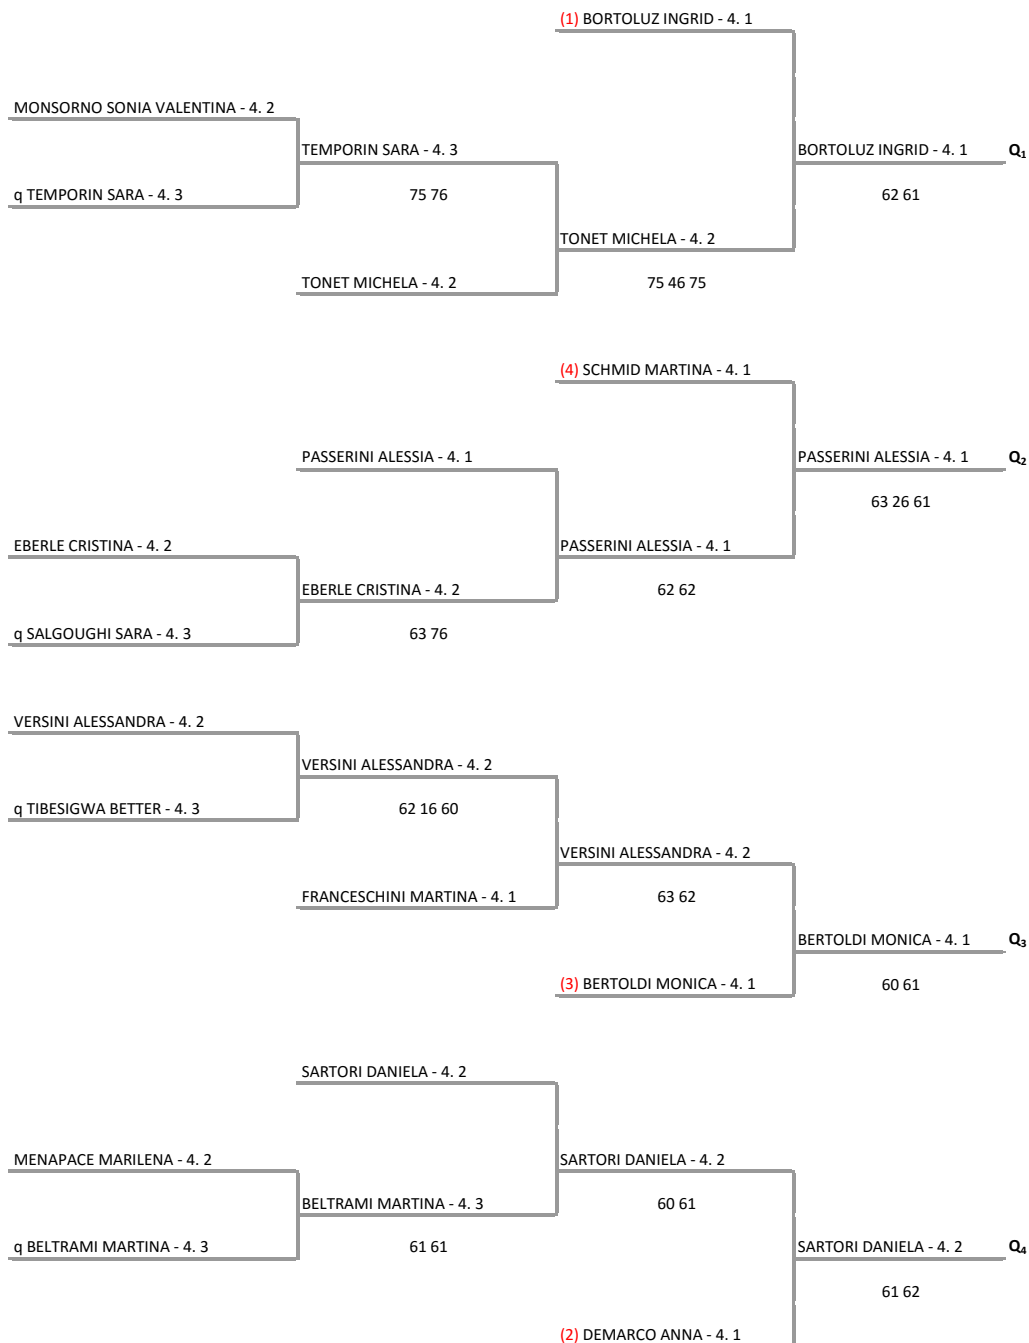 (1) BORTOLUZ INGRID - 4. 1
MONSORNO SONIA VALENTINA - 4. 2
TEMPORIN SARA - 4. 3
BORTOLUZ INGRID - 4. 1
Q1
q TEMPORIN SARA - 4. 3
75 76
62 61
TONET MICHELA - 4. 2
TONET MICHELA - 4. 2
75 46 75
(4) SCHMID MARTINA - 4. 1
PASSERINI ALESSIA - 4. 1
PASSERINI ALESSIA - 4. 1
Q2
63 26 61
EBERLE CRISTINA - 4. 2
PASSERINI ALESSIA - 4. 1
EBERLE CRISTINA - 4. 2
62 62
q SALGOUGHI SARA - 4. 3
63 76
VERSINI ALESSANDRA - 4. 2
VERSINI ALESSANDRA - 4. 2
q TIBESIGWA BETTER - 4. 3
62 16 60
VERSINI ALESSANDRA - 4. 2
FRANCESCHINI MARTINA - 4. 1
63 62
BERTOLDI MONICA - 4. 1
Q3
(3) BERTOLDI MONICA - 4. 1
60 61
SARTORI DANIELA - 4. 2
MENAPACE MARILENA - 4. 2
SARTORI DANIELA - 4. 2
BELTRAMI MARTINA - 4. 3
60 61
q BELTRAMI MARTINA - 4. 3
61 61
SARTORI DANIELA - 4. 2
Q4
61 62
(2) DEMARCO ANNA - 4. 1